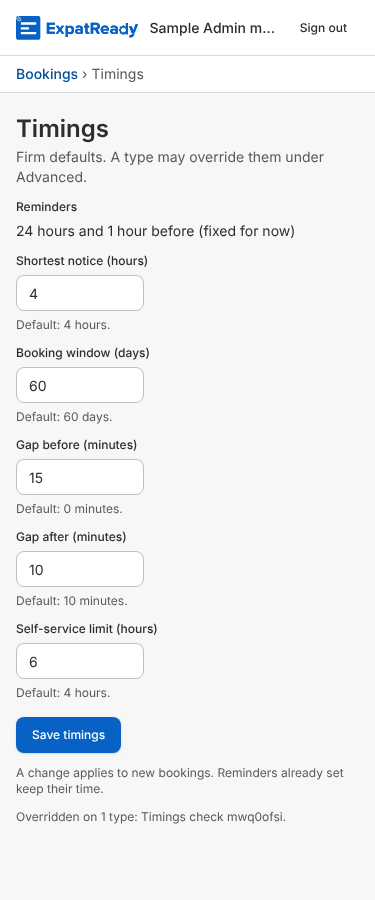 ExpatReady Sample Admin m... Sign out
Bookings › Timings
Timings
Firm defaults. A type may override them under
Advanced.
Reminders
24 hours and 1 hour before (fixed for now)
Shortest notice (hours)
4
Default: 4 hours.
Booking window (days)
60
Default: 60 days.
Gap before (minutes)
15
Default: 0 minutes.
Gap after (minutes)
10
Default: 10 minutes.
Self-service limit (hours)
6
Default: 4 hours.
Save timings
A change applies to new bookings. Reminders already set
keep their time.
Overridden on 1 type: Timings check mwq0ofsi.